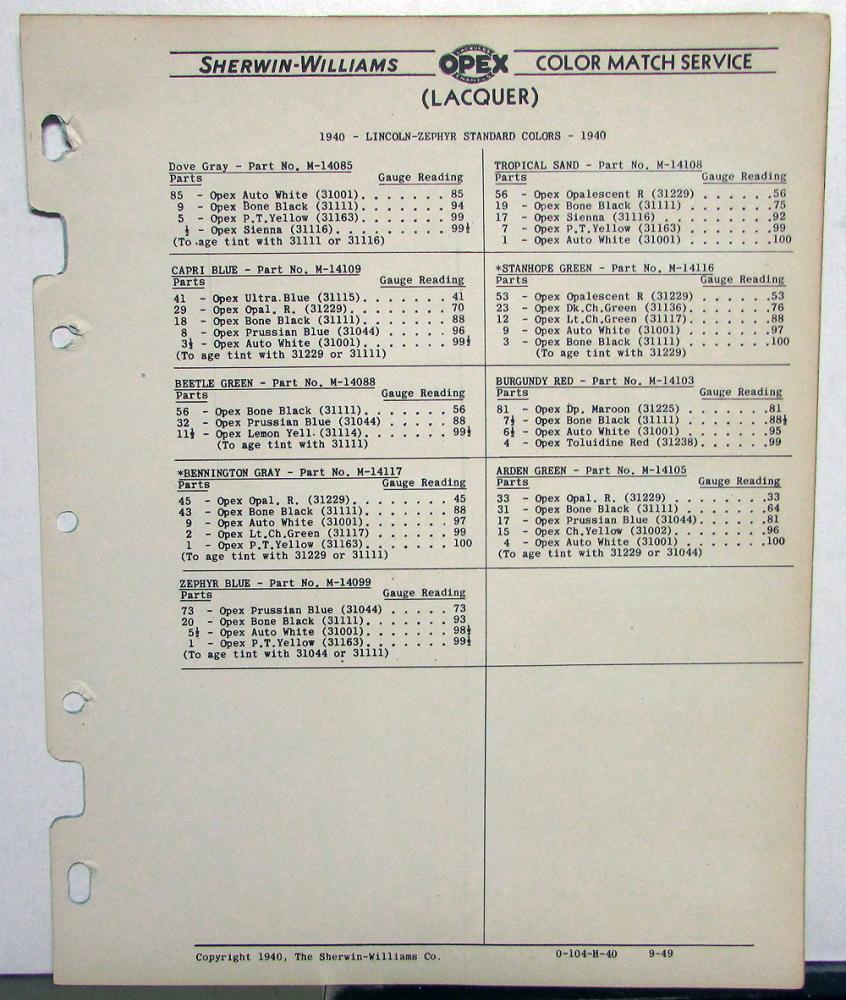 SHERWIN-WILLIAMS OPEX COLOR MATCH SERVICE
(LACQUER)
1940 - LINCOLN-ZEPHYR STANDARD COLORS - 1940
Dove Gray - Part No. M-14085
Parts Gauge Reading
85 - Opex Auto White (31001). . . . . . . 85
9 - Opex Bone Black (31111). . . . . . . 94
5 - Opex P.T.Yellow (31163). . . . . . . 99
½ - Opex Sienna (31116). . . . . . . . . 99½
(To age tint with 31111 or 31116)
CAPRI BLUE - Part No. M-14109
Parts Gauge Reading
41 - Opex Ultra Blue (31115). . . . . . . 41
29 - Opex Opal. R. (31229). . . . . . . . 70
18 - Opex Bone Black (31111). . . . . . . 88
8 - Opex Prussian Blue (31044) . . . . . 96
3½ - Opex Auto White (31001). . . . . . . 99½
(To age tint with 31229 or 31111)
BEETLE GREEN - Part No. M-14088
Parts Gauge Reading
56 - Opex Bone Black (31111). . . . . . . 56
32 - Opex Prussian Blue (31044) . . . . . 88
11½ - Opex Lemon Yell. (31114). . . . . . 99½
(To age tint with 31111)
*BENNINGTON GRAY - Part No. M-14117
Parts Gauge Reading
45 - Opex Opal. R. (31229). . . . . . . . 45
43 - Opex Bone Black (31111). . . . . . . 88
9 - Opex Auto White (31001). . . . . . . 97
2 - Opex Lt.Ch.Green (31117) . . . . . . 99
1 - Opex P.T.Yellow (31163). . . . . . . 100
(To age tint with 31229 or 31111)
ZEPHYR BLUE - Part No. M-14099
Parts Gauge Reading
73 - Opex Prussian Blue (31044) . . . . . 73
20 - Opex Bone Black (31111). . . . . . . 93
5½ - Opex Auto White (31001). . . . . . . 98½
1 - Opex P.T.Yellow (31163). . . . . . . 99½
(To age tint with 31044 or 31111)
TROPICAL SAND - Part No. M-14108
Parts Gauge Reading
56 - Opex Opalescent R (31229) . . . . . . .56
19 - Opex Bone Black (31111) . . . . . . . .75
17 - Opex Sienna (31116) . . . . . . . . . .92
7 - Opex P.T.Yellow (31163) . . . . . . . .99
1 - Opex Auto White (31001) . . . . . . . .100
*STANHOPE GREEN - Part No. M-14116
Parts Gauge Reading
53 - Opex Opalescent R (31229) . . . . . . .53
23 - Opex Dk.Ch.Green (31136). . . . . . . .76
12 - Opex Lt.Ch.Green (31117). . . . . . . .88
9 - Opex Auto White (31001) . . . . . . . .97
3 - Opex Bone Black (31111) . . . . . . . .100
(To age tint with 31229)
BURGUNDY RED - Part No. M-14103
Parts Gauge Reading
81 - Opex Dp. Maroon (31225) . . . . . . . .81
7½ - Opex Bone Black (31111) . . . . . . . .88½
6½ - Opex Auto White (31001) . . . . . . . .95
4 - Opex Toluidine Red (31238). . . . . . .99
ARDEN GREEN - Part No. M-14105
Parts Gauge Reading
33 - Opex Opal. R. (31229) . . . . . . . . .33
31 - Opex Bone Black (31111) . . . . . . . .64
17 - Opex Prussian Blue (31044). . . . . . .81
15 - Opex Ch.Yellow (31002). . . . . . . . .96
4 - Opex Auto White (31001) . . . . . . . .100
(To age tint with 31229 or 31044)
Copyright 1940, The Sherwin-Williams Co. O-104-H-40 9-49